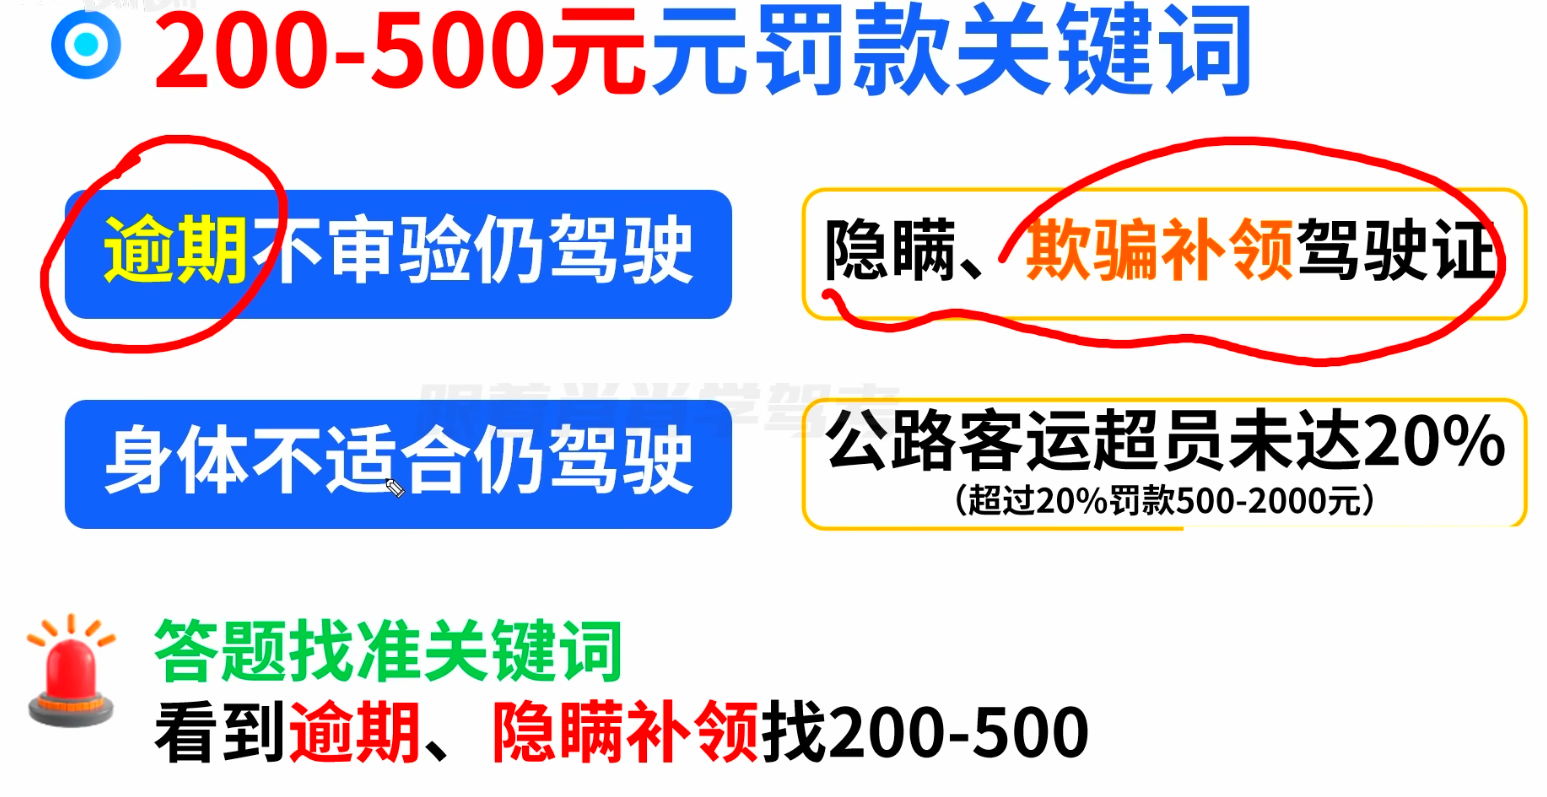 200-500元元罚款关键词
逾期不审验仍驾驶
隐瞒、欺骗补领驾驶证
身体不适合仍驾驶
公路客运超员未达20%
（超过20%罚款500-2000元）
答题找准关键词
看到逾期、隐瞒补领找200-500